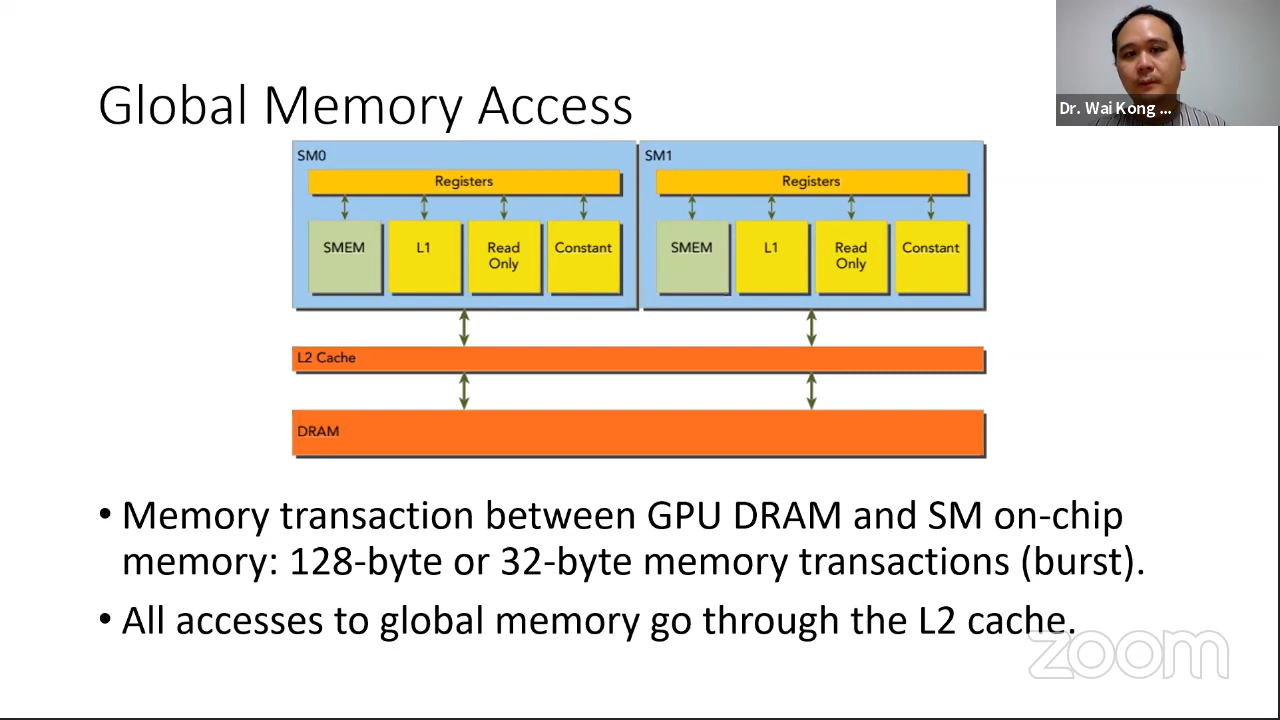 Dr. Wai Kong ...
Global Memory Access
SM0
SM1
Registers
Registers
SMEM
L1
Read
Only
Constant
SMEM
L1
Read
Only
Constant
L2 Cache
DRAM
• Memory transaction between GPU DRAM and SM on-chip
memory: 128-byte or 32-byte memory transactions (burst).
• All accesses to global memory go through the L2 cache.
zoom